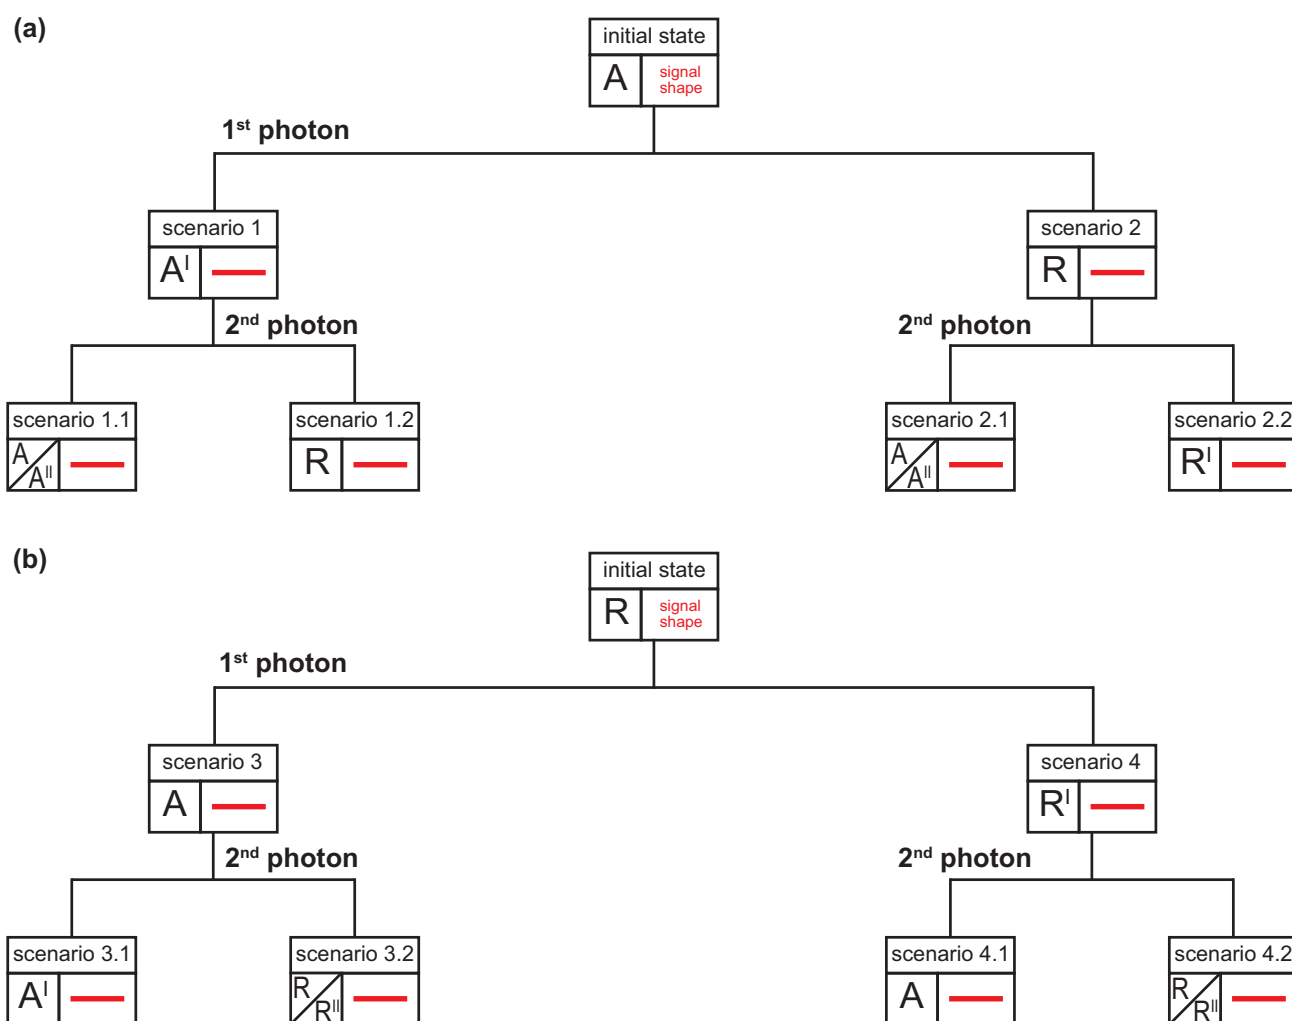 (a)
initial state
A
signal
shape
1st photon
scenario 1
AI
scenario 2
R
2nd photon
2nd photon
scenario 1.1
A
AII
scenario 1.2
R
scenario 2.1
A
AII
scenario 2.2
RI
(b)
initial state
R
signal
shape
1st photon
scenario 3
A
scenario 4
RI
2nd photon
2nd photon
scenario 3.1
AI
scenario 3.2
R
RII
scenario 4.1
A
scenario 4.2
R
RII